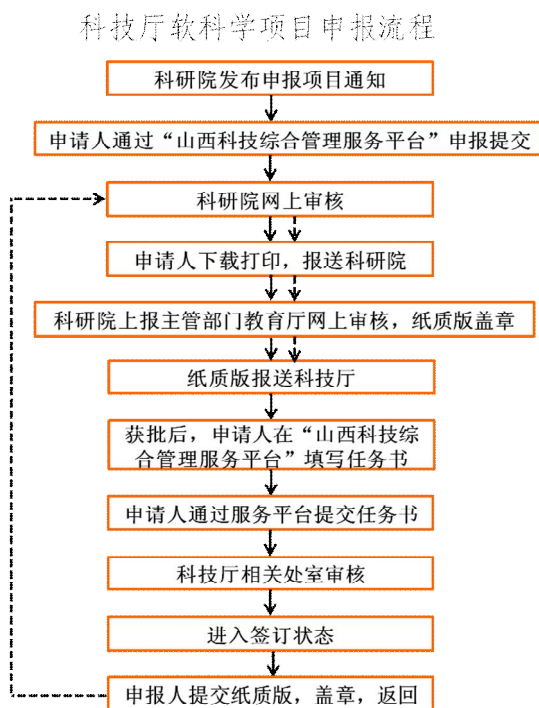 科技厅软科学项目申报流程
科研院发布申报项目通知
申请人通过“山西科技综合管理服务平台”申报提交
科研院网上审核
申请人下载打印，报送科研院
科研院上报主管部门教育厅网上审核，纸质版盖章
纸质版报送科技厅
获批后，申请人在“山西科技综
合管理服务平台”填写任务书
申请人通过服务平台提交任务书
科技厅相关处室审核
进入签订状态
申报人提交纸质版，盖章，返回